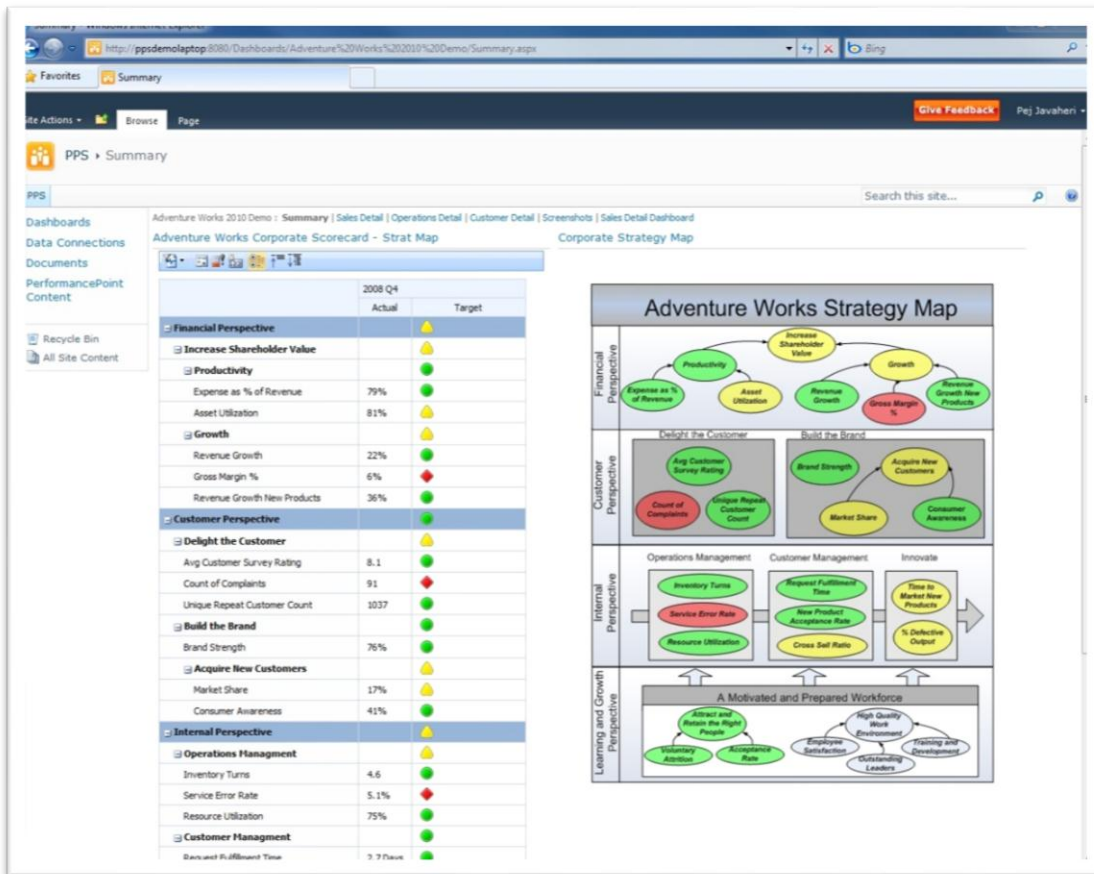 Summary - Windows Internet Explorer
http://ppsdemolaptop:8080/Dashboards/Adventure%20Works%202010%20Demo/Summary.aspx
Bing
Favorites
Summary
Give Feedback
Pej Javaheri
Site Actions
Browse
Page
PPS
Summary
PPS
Search this site...
Dashboards
Data Connections
Documents
PerformancePoint
Content
Recycle Bin
All Site Content
Adventure Works 2010 Demo : Summary | Sales Detail | Operations Detail | Customer Detail | Screenshots | Sales Detail Dashboard
Adventure Works Corporate Scorecard - Strat Map
2008 Q4
Actual Target
Financial Perspective
Increase Shareholder Value
Productivity
Expense as % of Revenue 79%
Asset Utilization 81%
Growth
Revenue Growth 22%
Gross Margin % 6%
Revenue Growth New Products 36%
Customer Perspective
Delight the Customer
Avg Customer Survey Rating 8.1
Count of Complaints 91
Unique Repeat Customer Count 1037
Build the Brand
Brand Strength 76%
Acquire New Customers
Market Share 17%
Consumer Awareness 41%
Internal Perspective
Operations Managment
Inventory Turns 4.6
Service Error Rate 5.1%
Resource Utilization 75%
Customer Managment
Request Fulfillment Time 2.7 Days
Corporate Strategy Map
Adventure Works Strategy Map
Financial
Perspective
Increase
Shareholder
Value
Productivity
Growth
Expense as %
of Revenue
Asset
Utilization
Revenue
Growth
Gross Margin
%
Revenue
Growth New
Products
Customer
Perspective
Delight the Customer
Build the Brand
Avg Customer
Survey Rating
Count of
Complaints
Unique Repeat
Customer
Count
Brand Strength
Acquire New
Customers
Market Share
Consumer
Awareness
Internal
Perspective
Operations Management
Customer Management
Innovate
Inventory Turns
Service Error Rate
Resource Utilization
Request Fulfillment
Time
New Product
Acceptance Rate
Cross Sell Ratio
Time to
Market New
Products
% Defective
Output
Learning and Growth
Perspective
A Motivated and Prepared Workforce
Attract and
Retain the Right
People
Voluntary
Attrition
Acceptance
Rate
High Quality
Work
Environment
Employee
Satisfaction
Outstanding
Leaders
Training and
Development